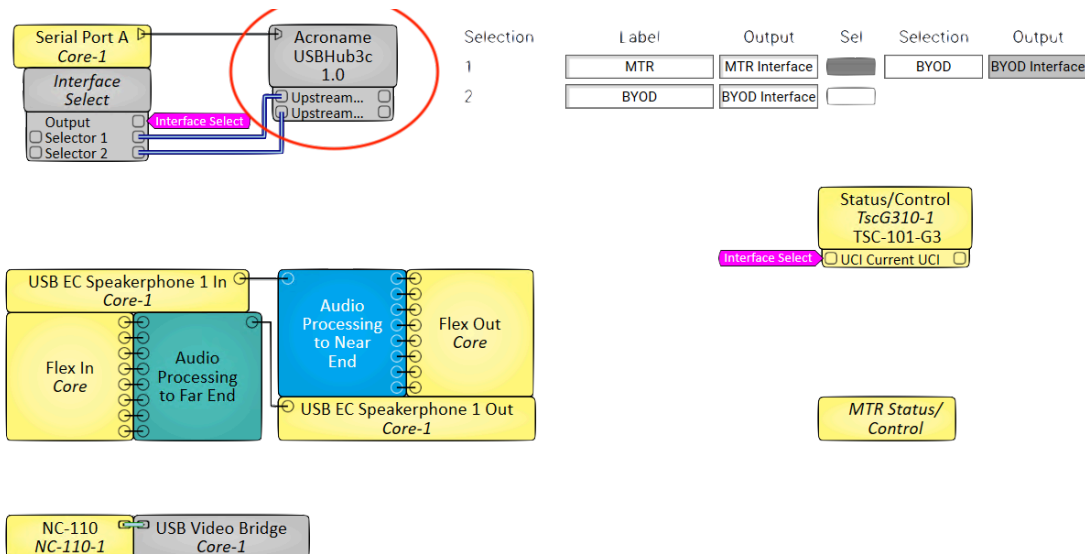 Serial Port A
Core-1
Interface
Select
Output
Selector 1
Selector 2
Interface Select
Acroname
USBHub3c
1.0
Upstream...
Upstream...
Selection Label Output Sel Selection Output
1 MTR MTR Interface BYOD BYOD Interface
2 BYOD BYOD Interface
Status/Control
TscG310-1
TSC-101-G3
Interface Select
UCI Current UCI
USB EC Speakerphone 1 In
Core-1
Flex In
Core
Audio
Processing
to Far End
Audio
Processing
to Near
End
Flex Out
Core
USB EC Speakerphone 1 Out
Core-1
MTR Status/
Control
NC-110
NC-110-1
USB Video Bridge
Core-1